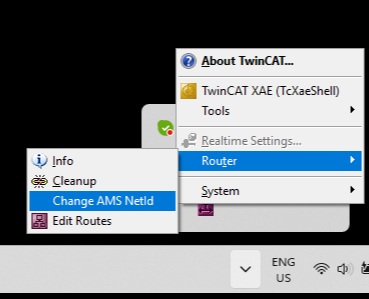 About TwinCAT...
TwinCAT XAE (TcXaeShell)
Tools
Realtime Settings...
Router
System
Info
Cleanup
Change AMS NetId
Edit Routes
ENG
US